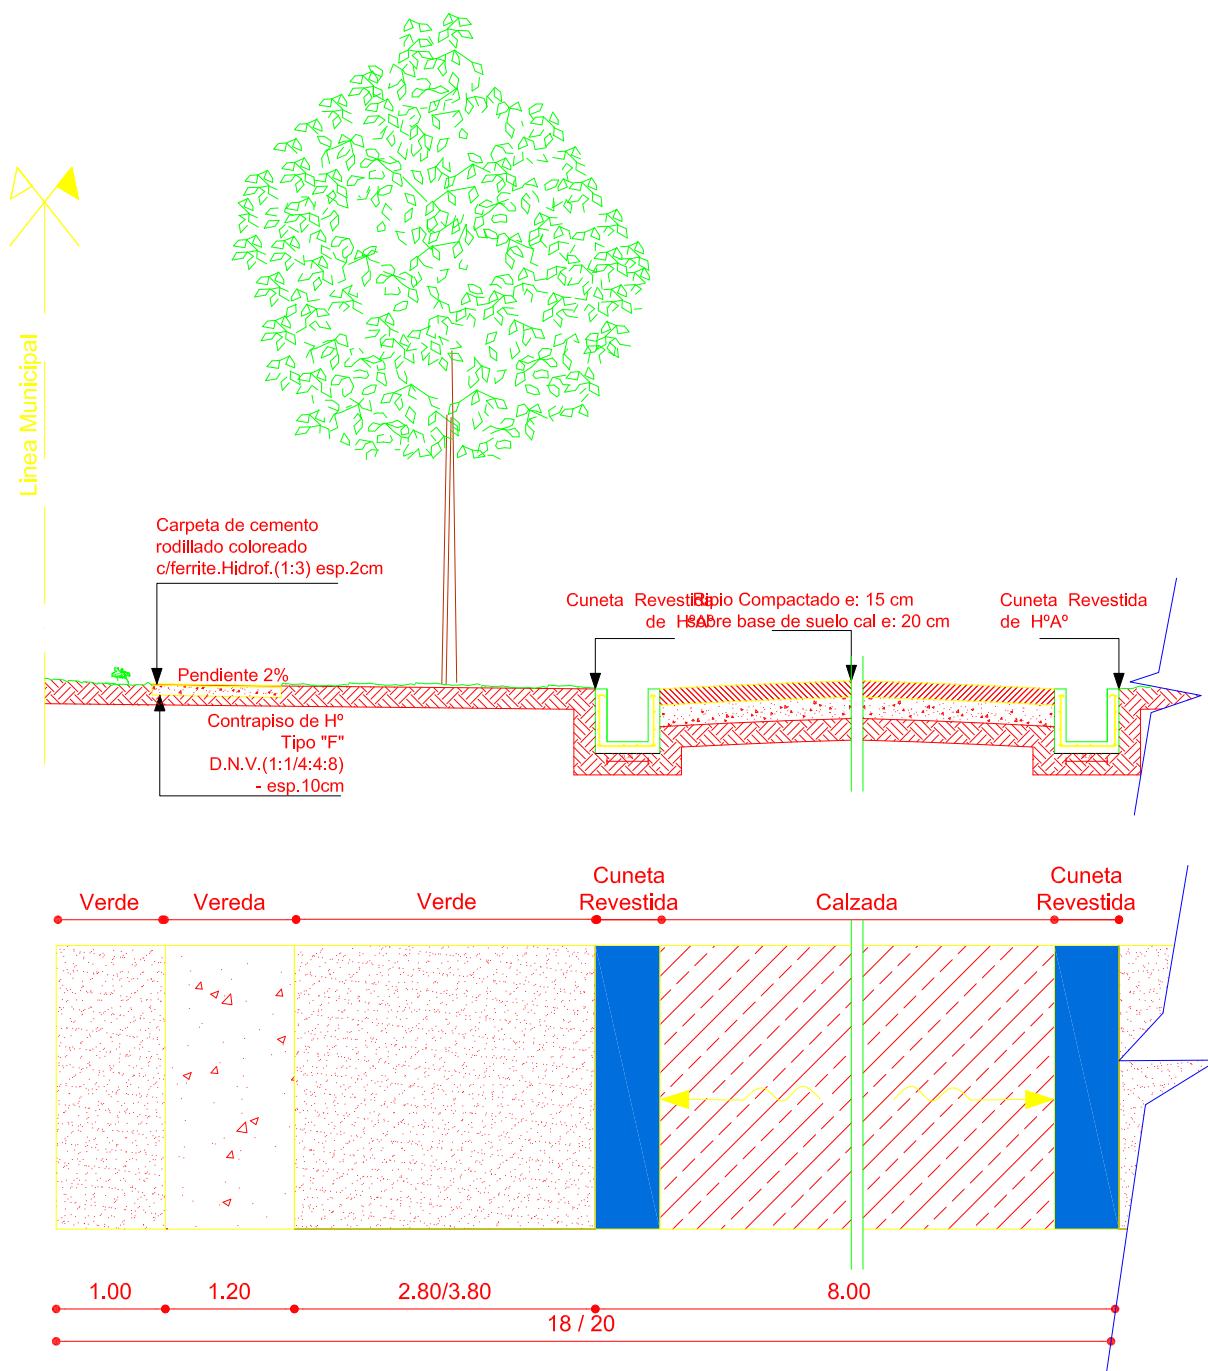 Linea Municipal
Carpeta de cemento
rodillado coloreado
c/ferrite.Hidrof.(1:3) esp.2cm
Cuneta Revestida
de HºAº
Ripio Compactado e: 15 cm
sobre base de suelo cal e: 20 cm
Cuneta Revestida
de HºAº
Pendiente 2%
Contrapiso de Hº
Tipo "F"
D.N.V.(1:1/4:4:8)
- esp.10cm
Verde
Vereda
Verde
Cuneta
Revestida
Calzada
Cuneta
Revestida
1.00
1.20
2.80/3.80
8.00
18 / 20